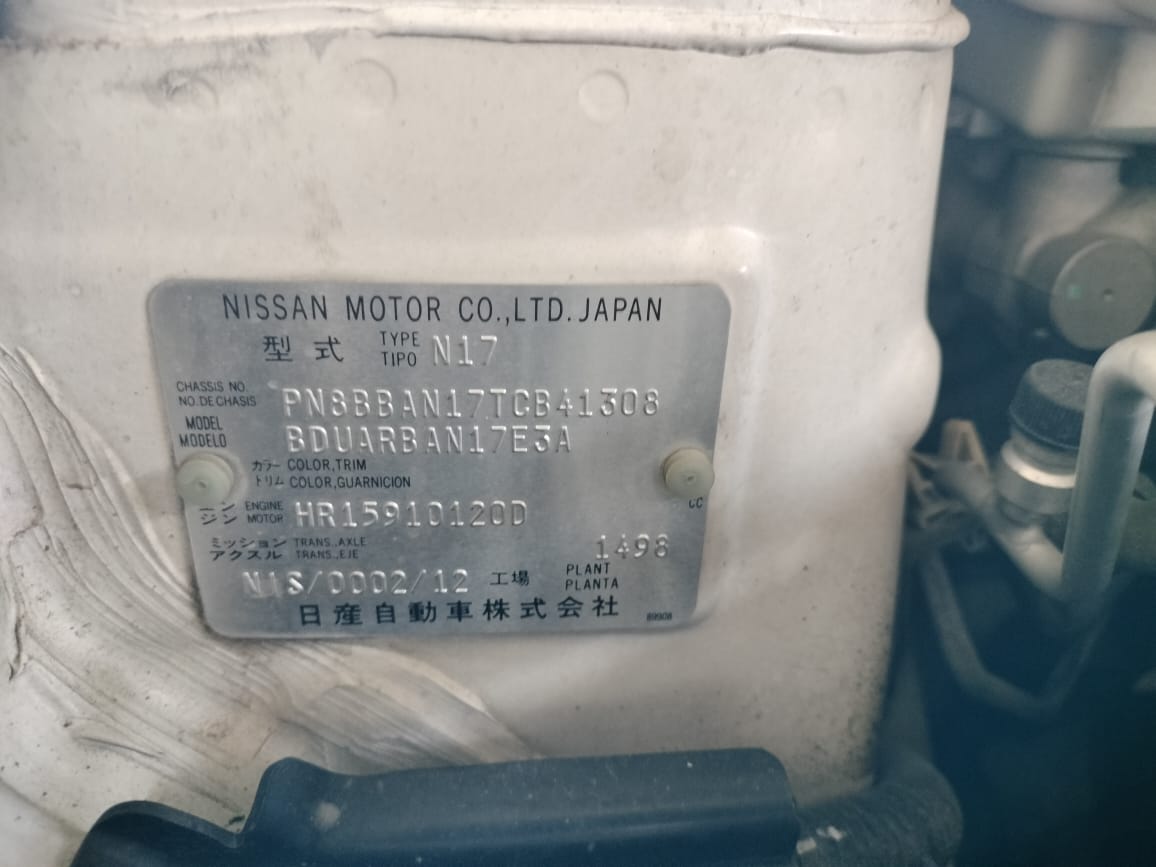 NISSAN MOTOR CO.,LTD. JAPAN
型式 TYPE TIPO N17
CHASSIS NO. NO. DE CHASIS PN8BBAN17TCB41308
MODEL MODELO BDUARBAN17E3A
カラー COLOR,TRIM
トリム COLOR,GUARNICION
ジン ENGINE MOTOR HR15910120D
CC
ミッション TRANS.,AXLE
アクスル TRANS.,EJE
1498
NIS/0002/12 工場 PLANT PLANTA
日産自動車株式会社
89908